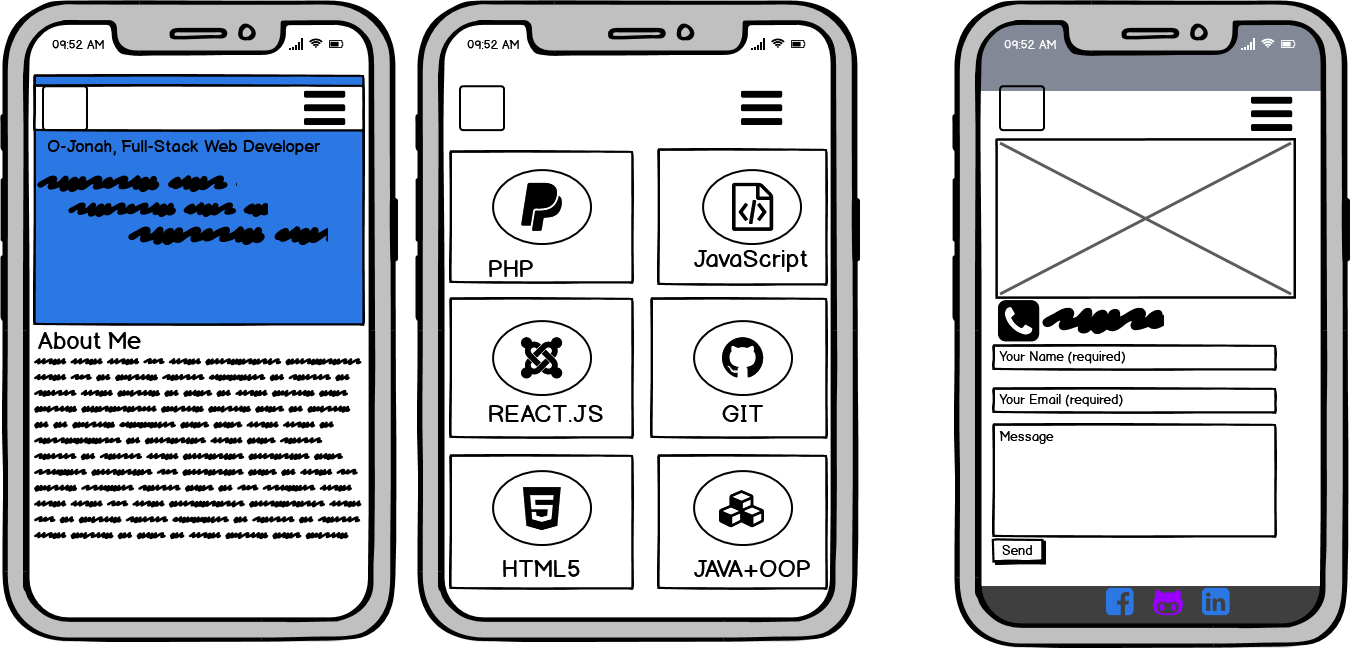 09:52 AM
O-Jonah, Full-Stack Web Developer
About Me
09:52 AM
PHP
JavaScript
REACT.JS
GIT
HTML5
JAVA+OOP
09:52 AM
Your Name (required)
Your Email (required)
Message
Send